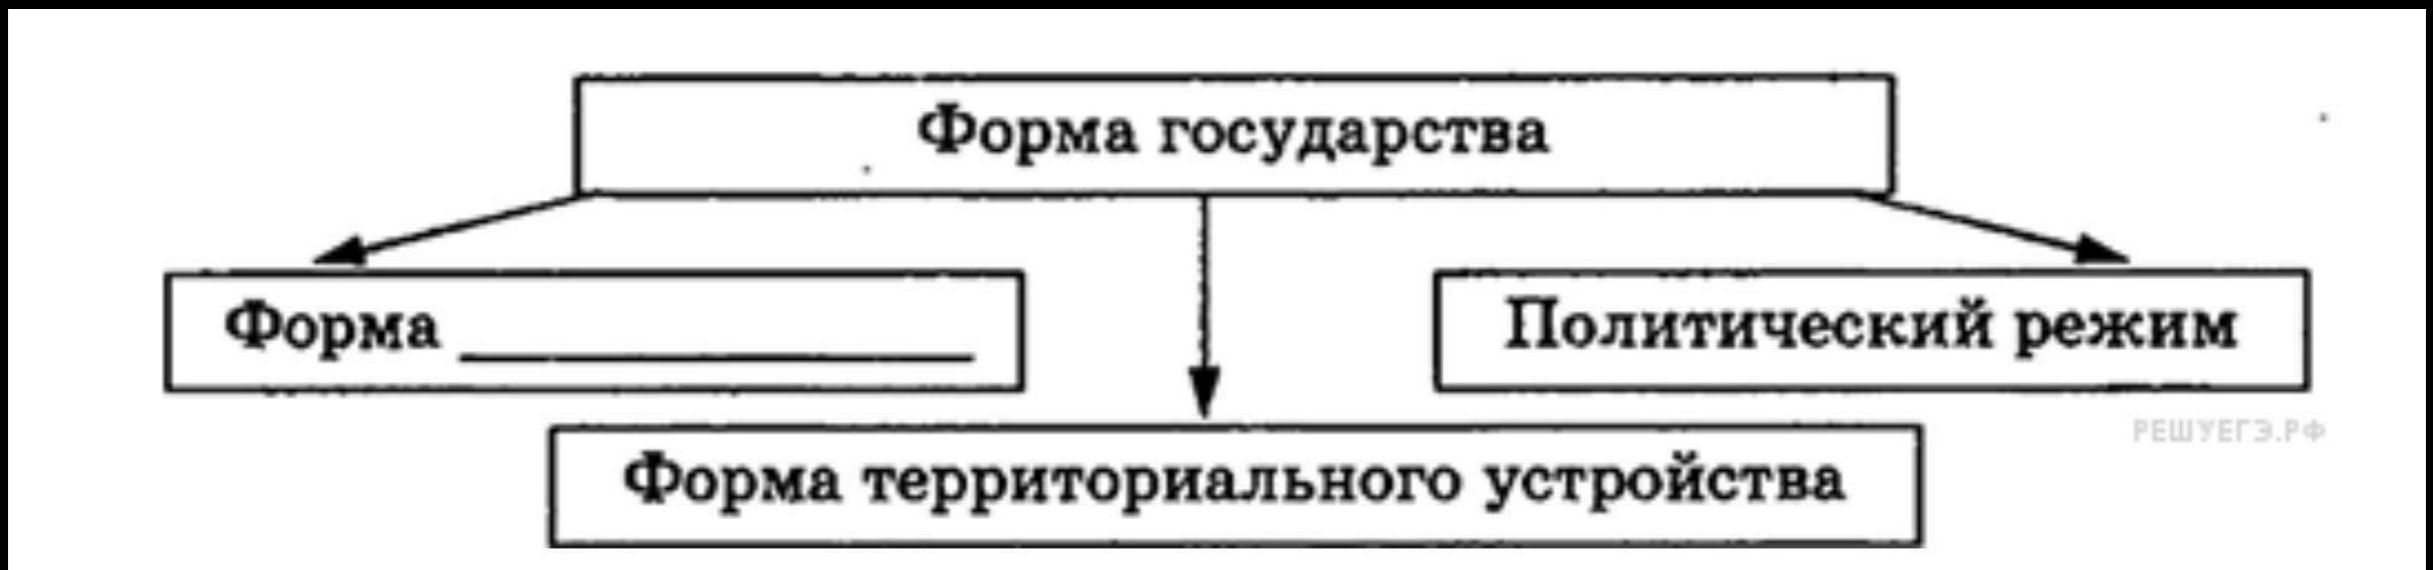 Форма государства
Форма
Политический режим
РЕШУЕГЭ.РФ
Форма территориального устройства